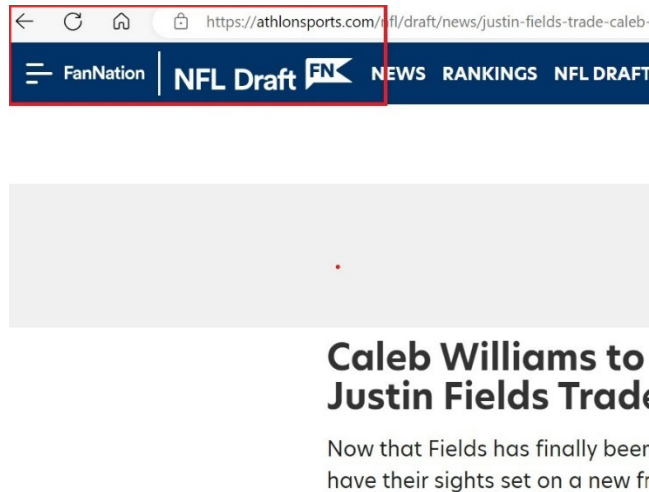 https://athlonsports.com/nfl/draft/news/justin-fields-trade-caleb-
FanNation NFL Draft FN NEWS RANKINGS NFL DRAFT
Caleb Williams to
Justin Fields Trade
Now that Fields has finally been
have their sights set on a new fr